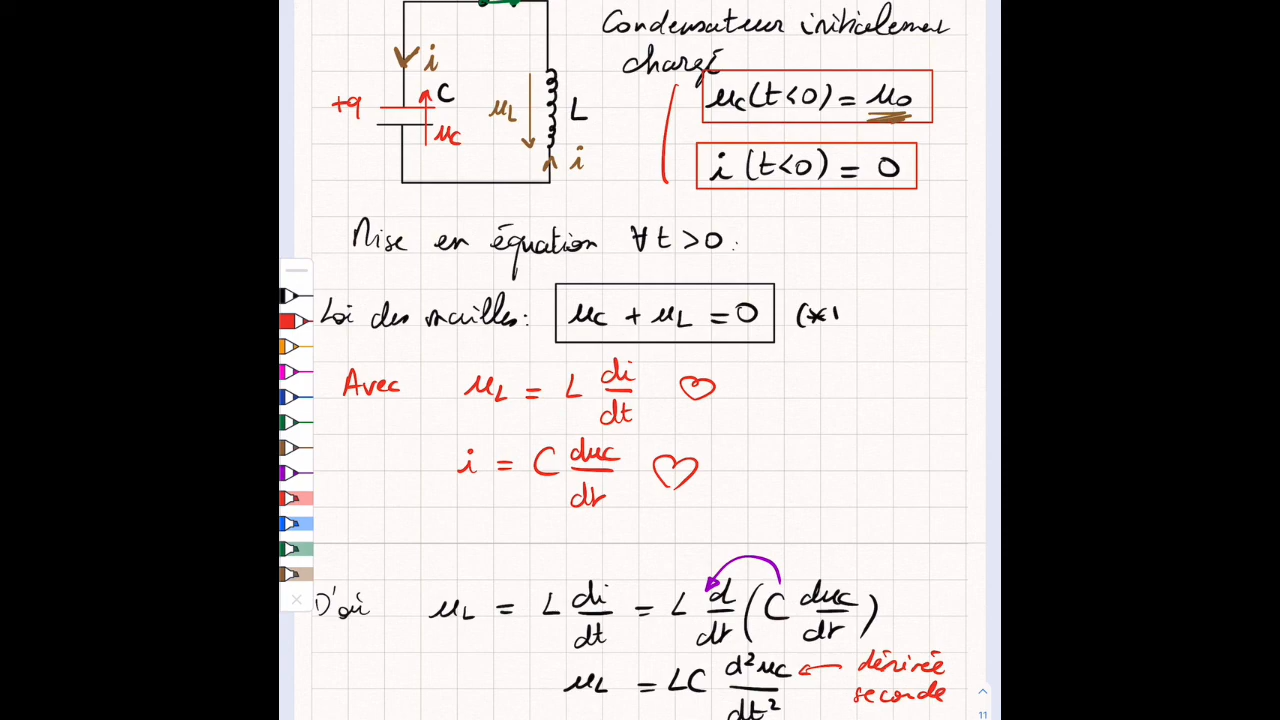 Condensateur initialement
chargé
i
+q
C
uc
uL
L
i
uc(t<0) = u0
i(t<0) = 0
Mise en équation ∀t>0:
Loi des mailles: uc + uL = 0 (*)
Avec uL = L di/dt ♡
i = C duc/dt ♡
D'où uL = L di/dt = L d/dt (C duc/dt)
uL = LC d²uc/dt² ← dérivée
seconde
11